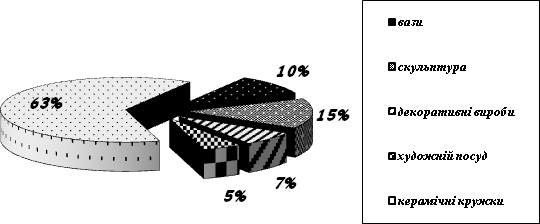 63%
10%
15%
7%
5%
вази
скульптура
декоративні вироби
художній посуд
керамічні кружки